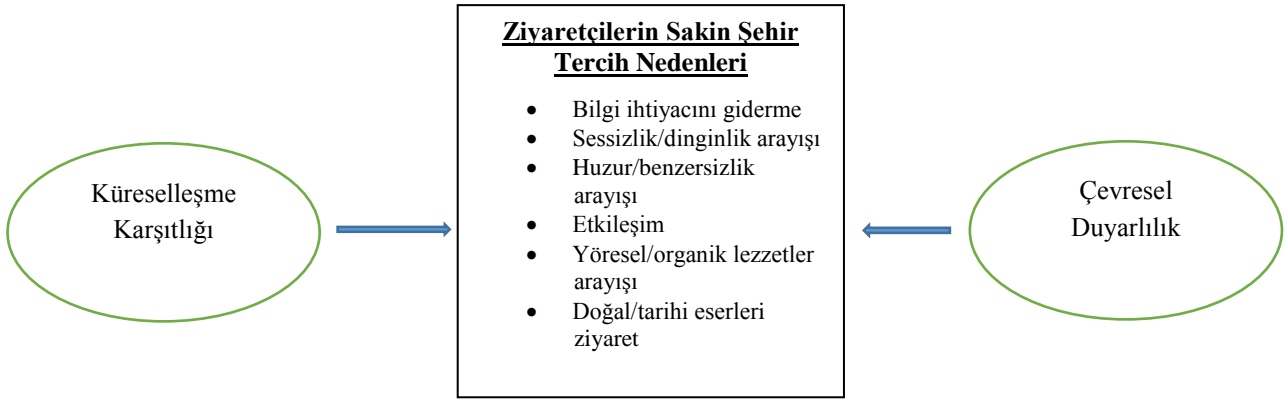 Ziyaretçilerin Sakin Şehir
Tercih Nedenleri
• Bilgi ihtiyacını giderme
• Sessizlik/dinginlik arayışı
• Huzur/benzersizlik
arayışı
• Etkileşim
• Yöresel/organik lezzetler
arayışı
• Doğal/tarihi eserleri
ziyaret
Küreselleşme
Karşıtlığı
Çevresel
Duyarlılık